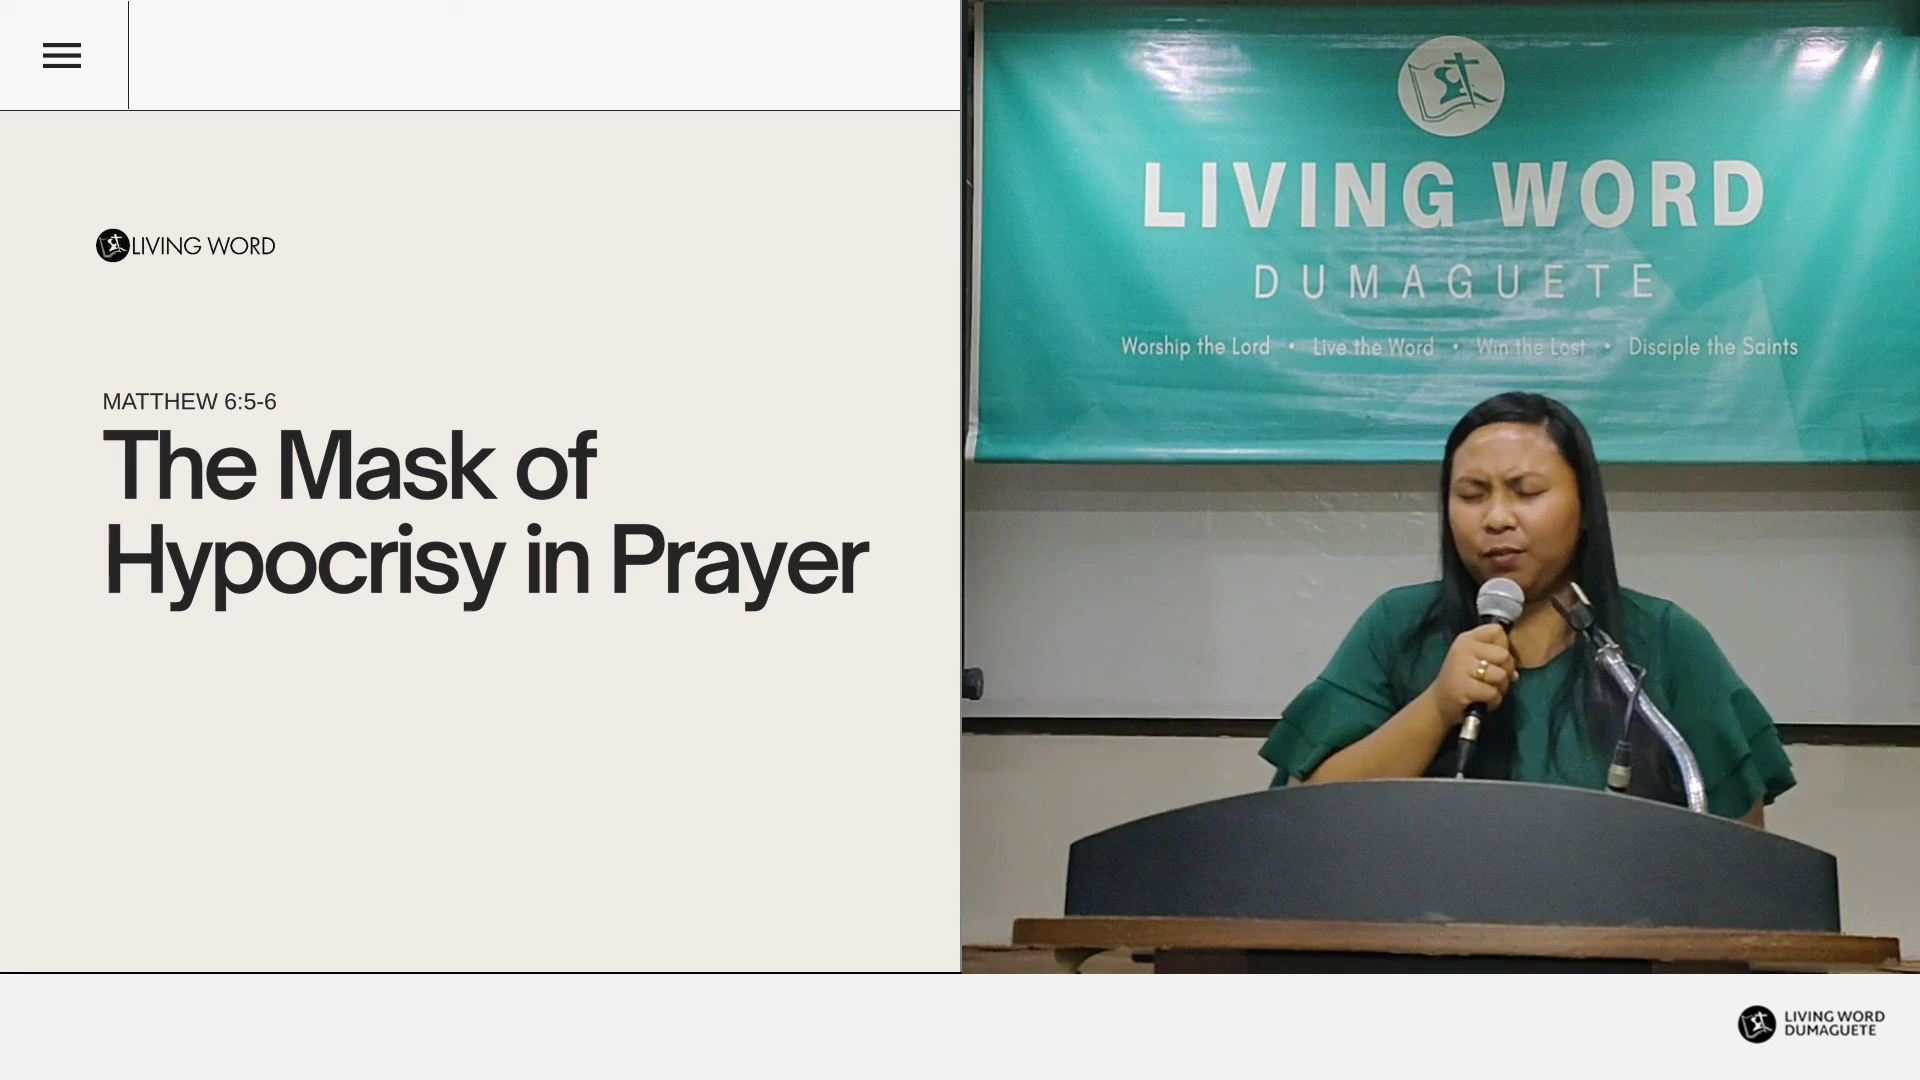 LIVING WORD
MATTHEW 6:5-6
The Mask of
Hypocrisy in Prayer
LIVING WORD
DUMAGUETE
Worship the Lord • Live the Word • Win the Lost • Disciple the Saints
LIVING WORD
DUMAGUETE